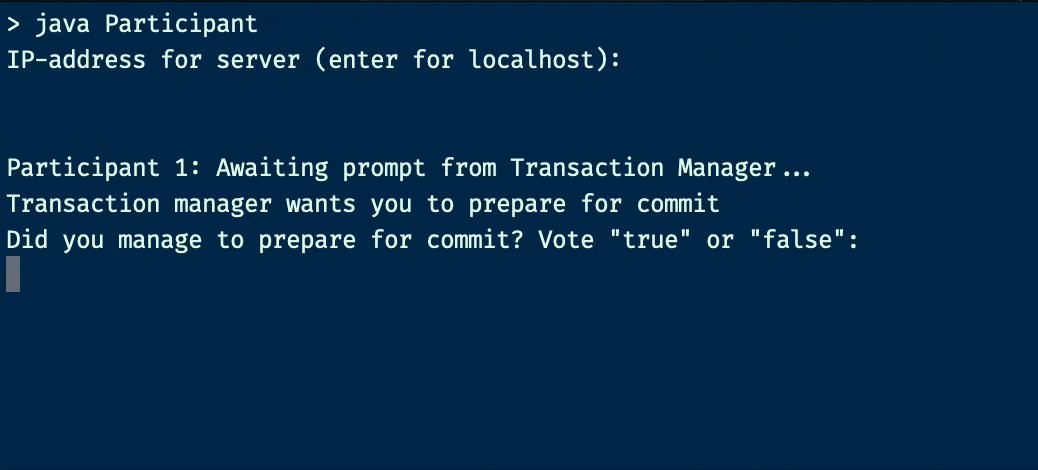 > java Participant
IP-address for server (enter for localhost):
Participant 1: Awaiting prompt from Transaction Manager...
Transaction manager wants you to prepare for commit
Did you manage to prepare for commit? Vote "true" or "false":